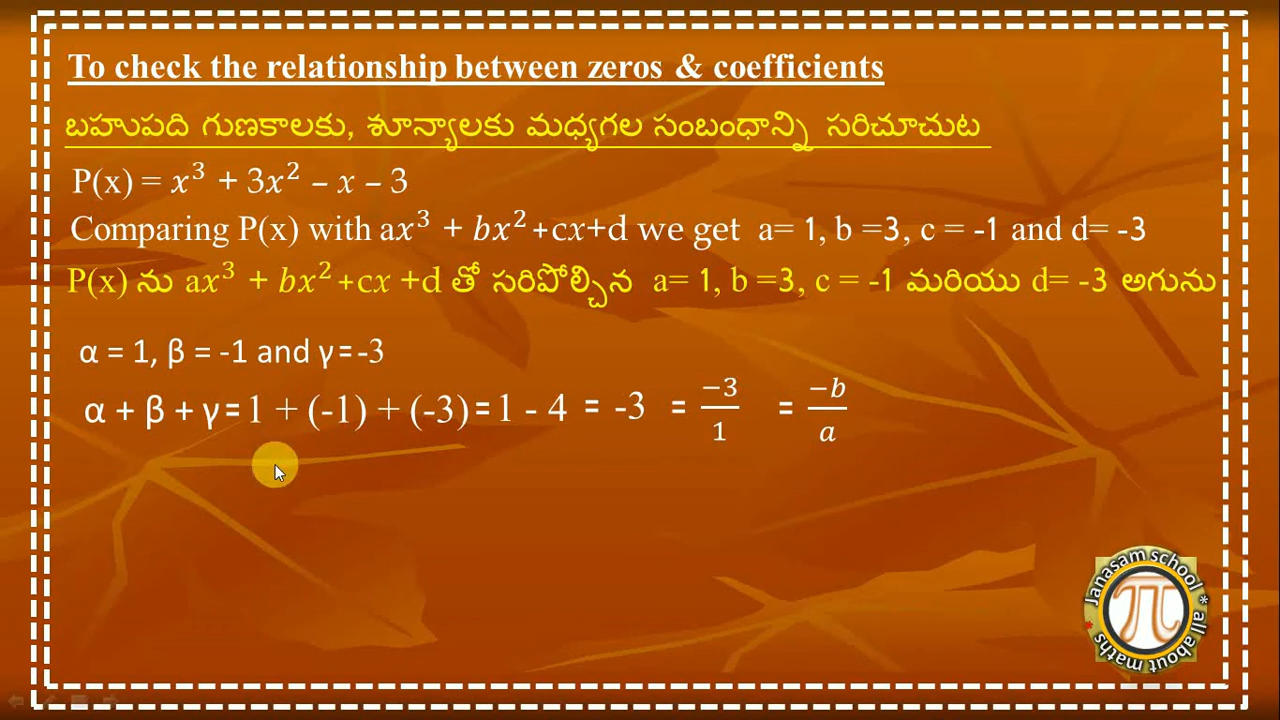 To check the relationship between zeros & coefficients
బహుపది గుణకాలకు, శూన్యాలకు మధ్యగల సంబంధాన్ని సరిచూచుట
P(x) = x³ + 3x² – x – 3
Comparing P(x) with ax³ + bx²+cx+d we get a= 1, b =3, c = -1 and d= -3
P(x) ను ax³ + bx²+cx +d తో సరిపోల్చిన a= 1, b =3, c = -1 మరియు d= -3 అగును
α = 1, β = -1 and γ = -3
α + β + γ = 1 + (-1) + (-3) = 1 - 4 = -3 = −3/1 = −b/a
Janasam school * all about maths *
π